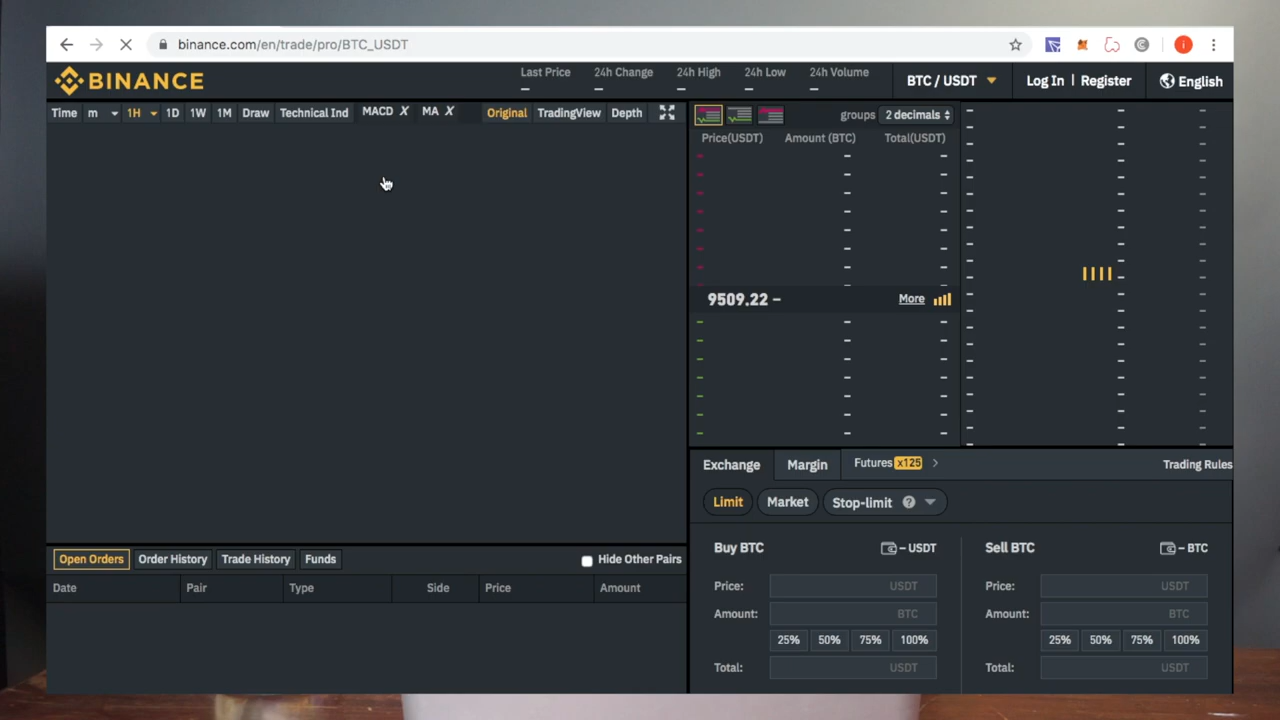 binance.com/en/trade/pro/BTC_USDT
BINANCE
Last Price
–
24h Change
–
24h High
–
24h Low
–
24h Volume
–
BTC / USDT
Log In | Register
English
Time m 1H 1D 1W 1M Draw Technical Ind MACD X MA X Original TradingView Depth
groups 2 decimals
Price(USDT) Amount (BTC) Total(USDT)
9509.22 –
More
Exchange Margin Futures x125 >
Trading Rules
Limit Market Stop-limit ?
Open Orders Order History Trade History Funds
Hide Other Pairs
Date Pair Type Side Price Amount
Buy BTC – USDT
Price: USDT
Amount: BTC
25% 50% 75% 100%
Total: USDT
Sell BTC – BTC
Price: USDT
Amount: BTC
25% 50% 75% 100%
Total: USDT